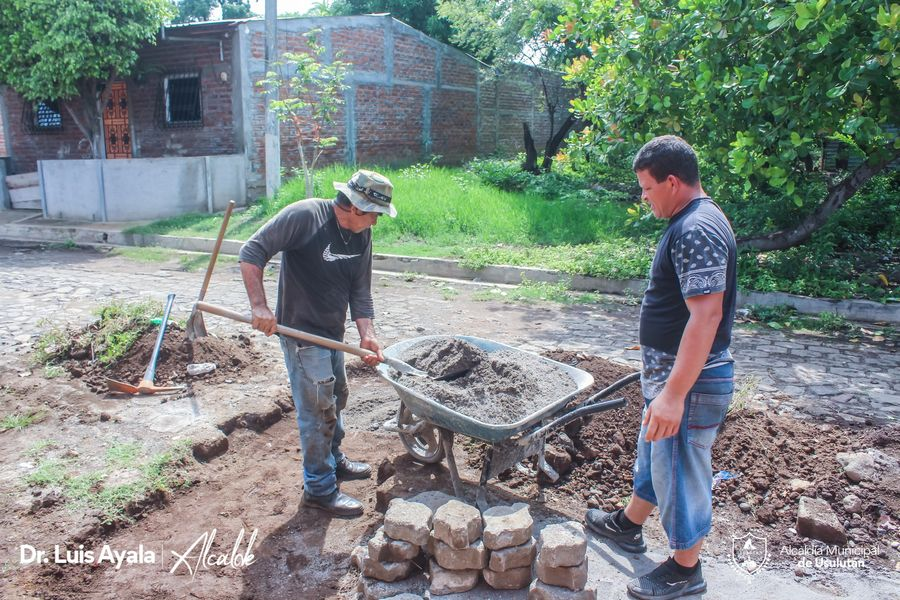 Dr. Luis Ayala | Alcalde
Alcaldía Municipal
de Usulután